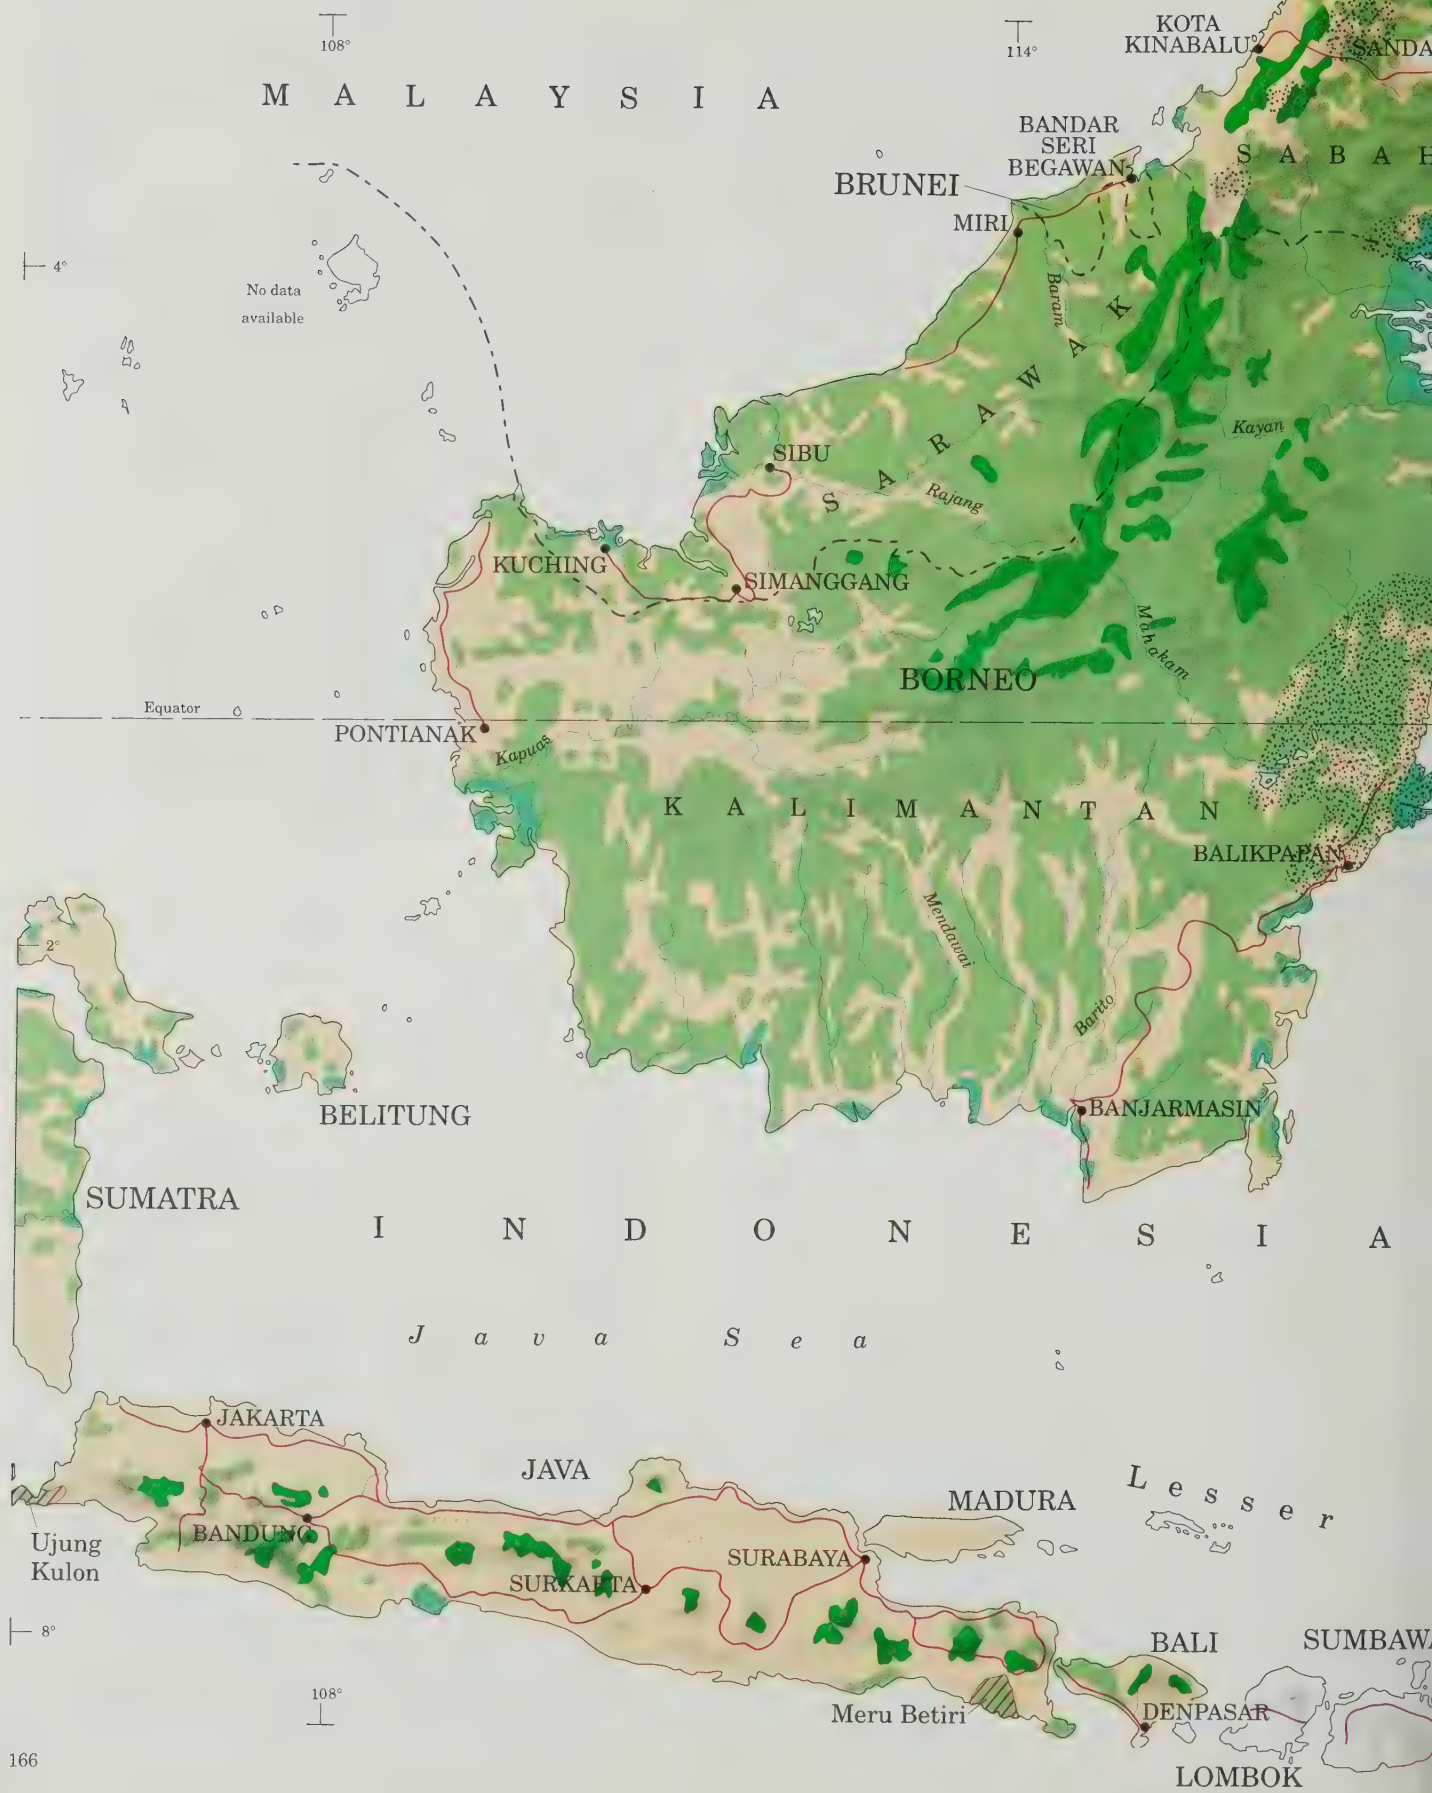 108°
114°
KOTA
KINABALU
SANDA
M A L A Y S I A
BANDAR
SERI
BEGAWAN
S A B A H
BRUNEI
MIRI
4°
No data
available
Baram
S A R A W A K
Kayan
SIBU
Rajang
KUCHING
SIMANGGANG
Mahakam
BORNEO
Equator
PONTIANAK
Kapuas
K A L I M A N T A N
BALIKPAPAN
Mendawai
2°
Barito
BELITUNG
BANJARMASIN
SUMATRA
I N D O N E S I A
J a v a S e a
JAKARTA
JAVA
MADURA
L e s s e r
Ujung
Kulon
BANDUNG
SURKARTA
SURABAYA
8°
BALI
SUMBAWA
108°
Meru Betiri
DENPASAR
166
LOMBOK